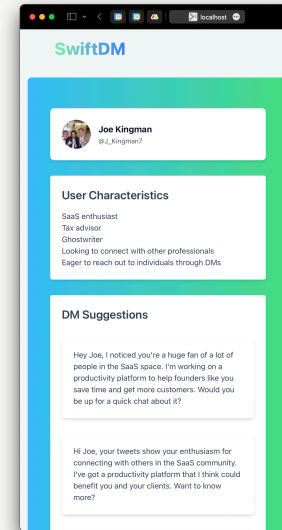 localhost
SwiftDM
Joe Kingman
@J_Kingman7
User Characteristics
SaaS enthusiast
Tax advisor
Ghostwriter
Looking to connect with other professionals
Eager to reach out to individuals through DMs
DM Suggestions
Hey Joe, I noticed you're a huge fan of a lot of
people in the SaaS space. I'm working on a
productivity platform to help founders like you
save time and get more customers. Would you
be up for a quick chat about it?
Hi Joe, your tweets show your enthusiasm for
connecting with others in the SaaS community.
I've got a productivity platform that I think could
benefit you and your clients. Want to know
more?